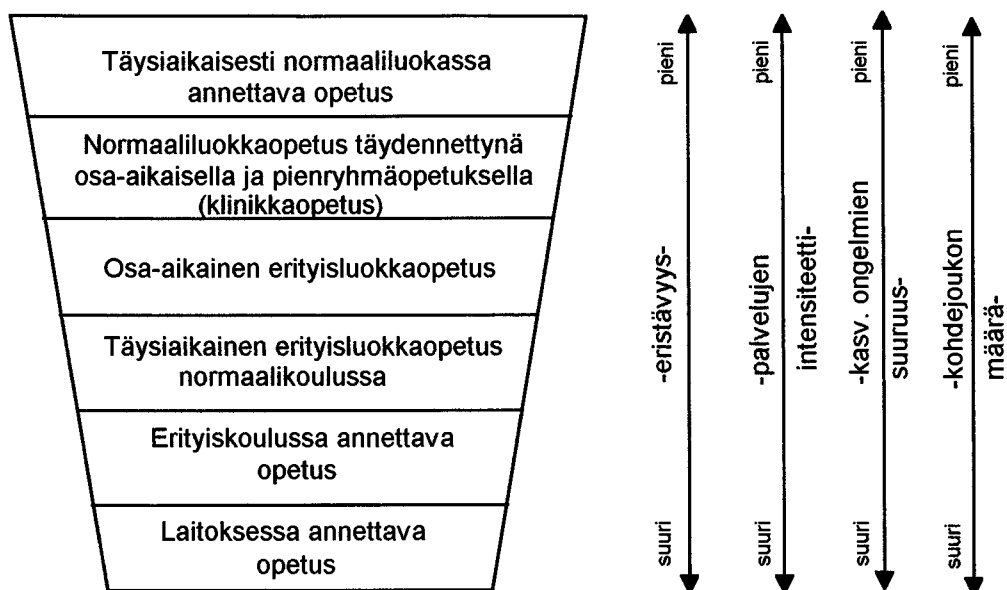 Täysiaikaisesti normaaliluokassa
annettava opetus
Normaaliluokkaopetus täydennettynä
osa-aikaisella ja pienryhmäopetuksella
(klinikkaopetus)
Osa-aikainen erityisluokkaopetus
Täysiaikainen erityisluokkaopetus
normaalikoulussa
Erityiskoulussa annettava
opetus
Laitoksessa annettava
opetus
pieni
-eristävyys-
suuri
pieni
-palvelujen
intensiteetti-
suuri
pieni
-kasv. ongelmien
suuruus-
suuri
pieni
-kohdejoukon
määrä-
suuri